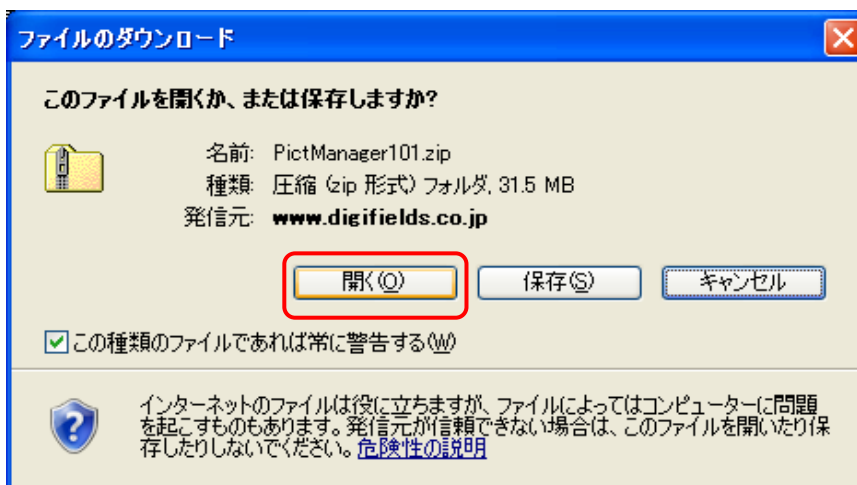 ファイルのダウンロード
このファイルを開くか、または保存しますか?
名前: PictManager101.zip
種類: 圧縮 (zip 形式) フォルダ, 31.5 MB
発信元: www.digifields.co.jp
開く(O) 保存(S) キャンセル
この種類のファイルであれば常に警告する(W)
インターネットのファイルは役に立ちますが、ファイルによってはコンピューターに問題
を起こすものもあります。発信元が信頼できない場合は、このファイルを開いたり保
存したりしないでください。危険性の説明